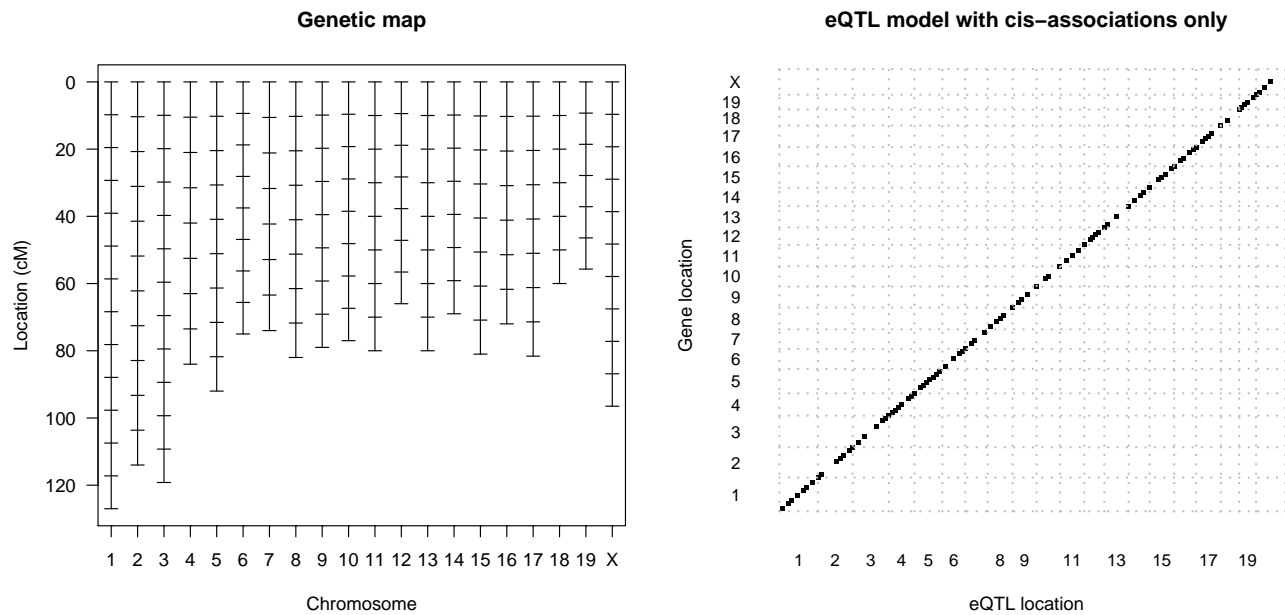 Genetic map
0
20
40
60
80
100
120
Location (cM)
1 2 3 4 5 6 7 8 9 10 11 12 13 14 15 16 17 18 19 X
Chromosome
eQTL model with cis−associations only
X
19
18
17
16
15
14
13
12
11
10
9
8
7
6
5
4
3
2
1
Gene location
1 2 3 4 5 6 8 9 11 13 15 17 19
eQTL location